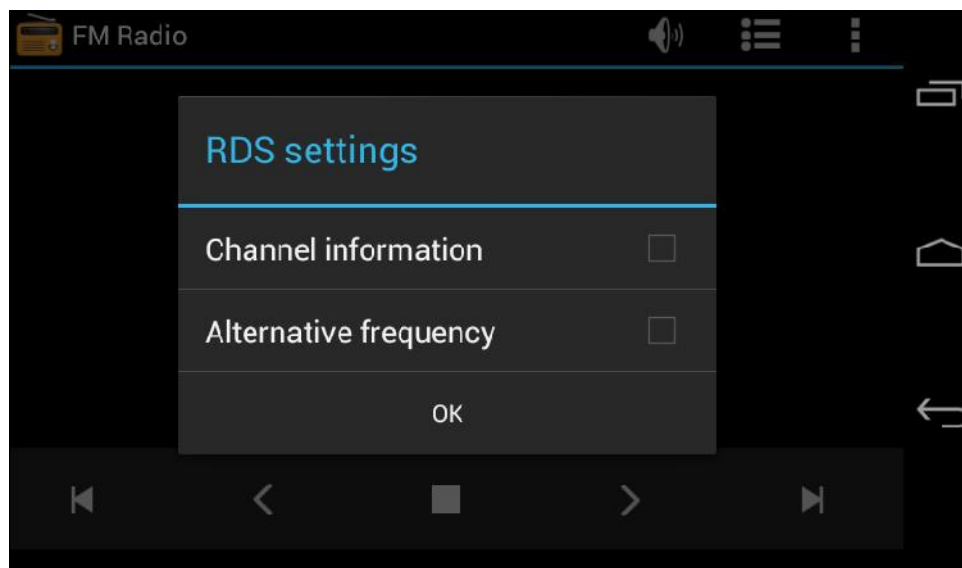 FM Radio
RDS settings
Channel information
Alternative frequency
OK